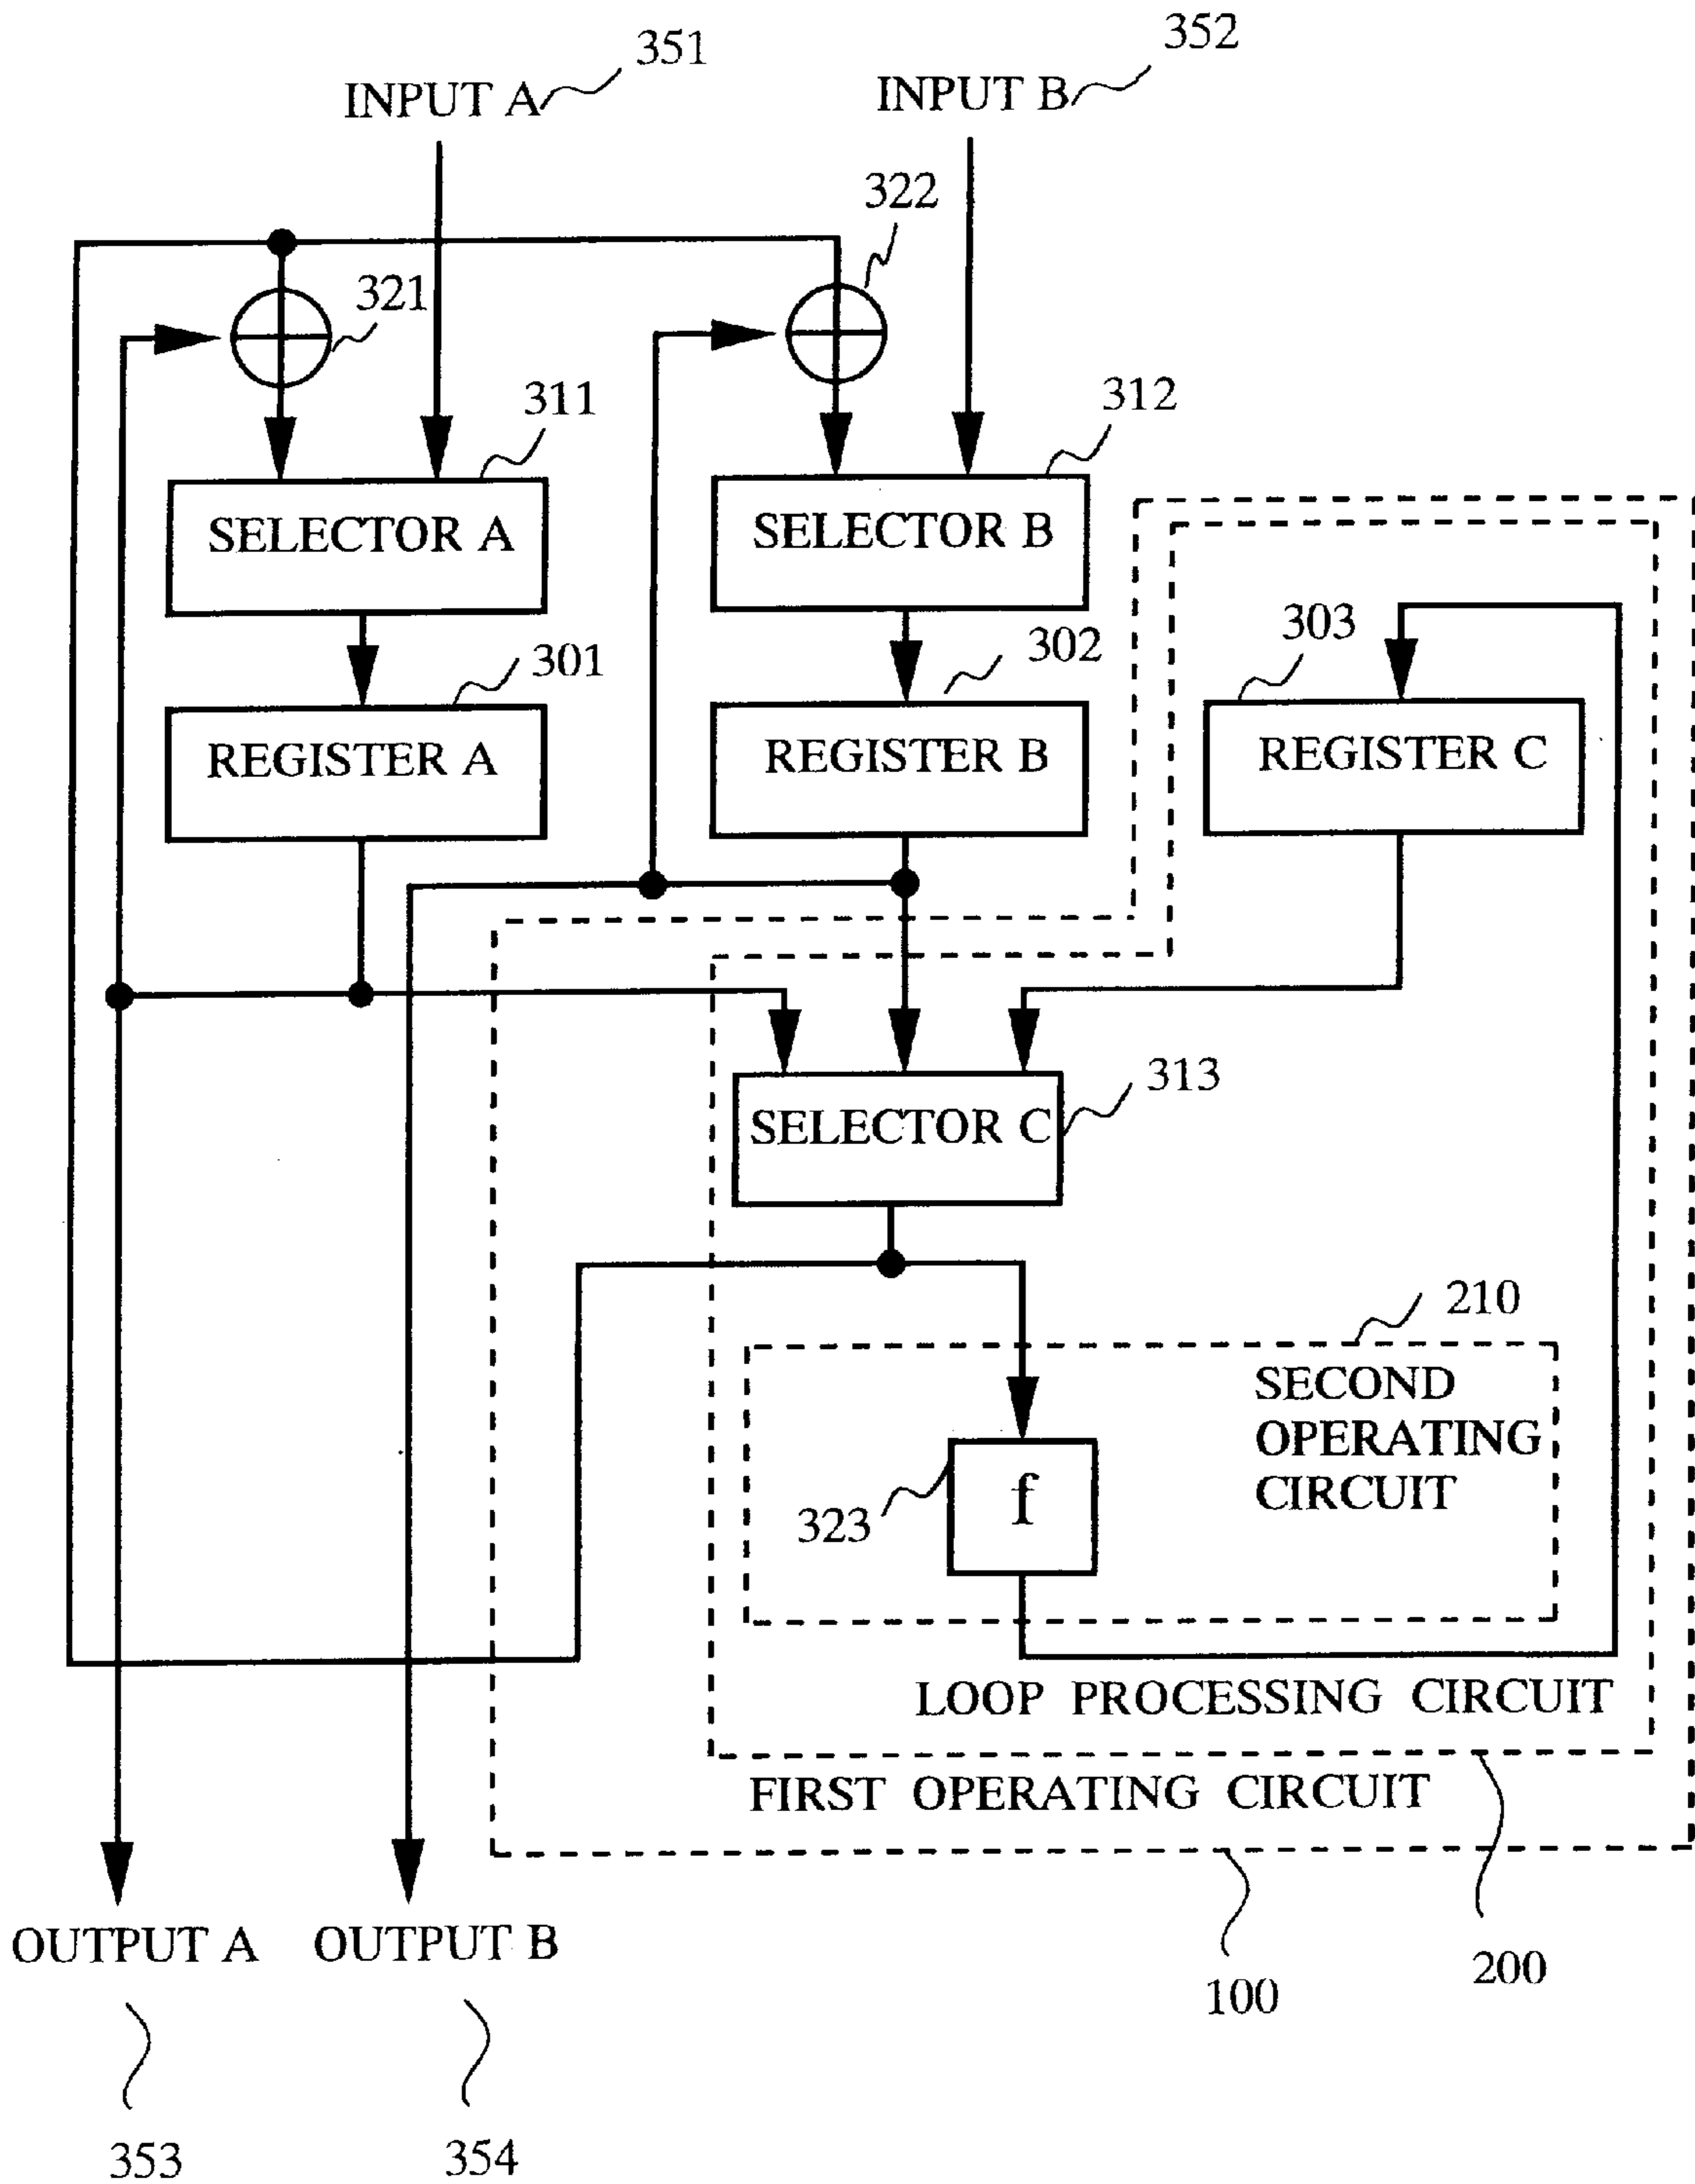 351
352
INPUT A
INPUT B
322
321
311
312
SELECTOR A
SELECTOR B
303
301
302
REGISTER A
REGISTER B
REGISTER C
313
SELECTOR C
210
SECOND
OPERATING
CIRCUIT
323
f
LOOP PROCESSING CIRCUIT
FIRST OPERATING CIRCUIT
OUTPUT A
OUTPUT B
200
100
353
354